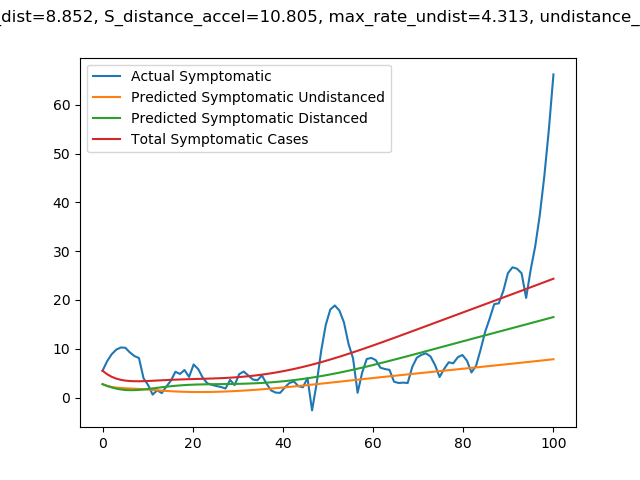 _dist=8.852, S_distance_accel=10.805, max_rate_undist=4.313, undistance_
Actual Symptomatic
Predicted Symptomatic Undistanced
Predicted Symptomatic Distanced
Total Symptomatic Cases
60
50
40
30
20
10
0
0 20 40 60 80 100